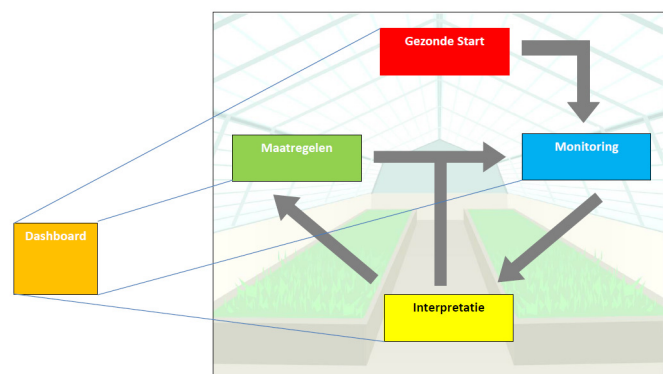 Gezonde Start
Maatregelen
Monitoring
Dashboard
Interpretatie